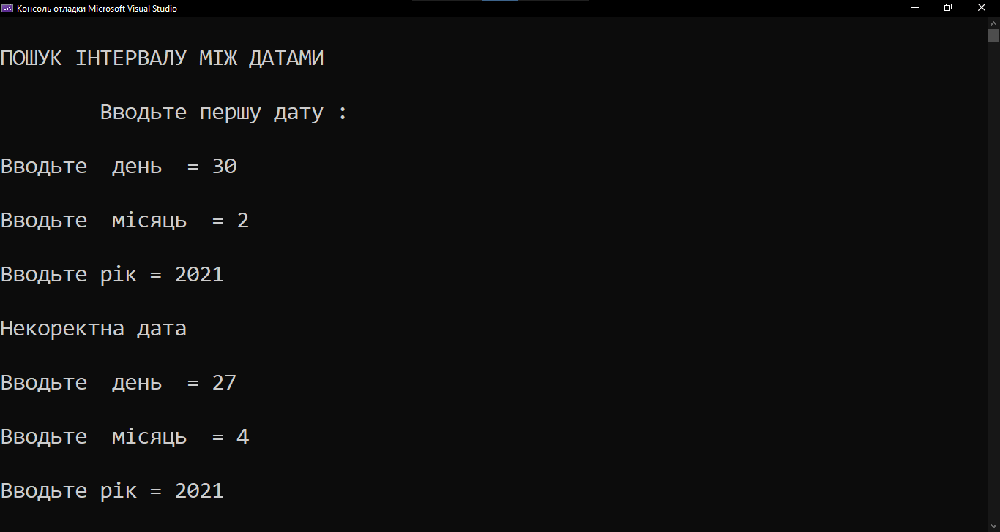 Консоль отладки Microsoft Visual Studio
ПОШУК ІНТЕРВАЛУ МІЖ ДАТАМИ
Вводьте першу дату :
Вводьте  день  = 30
Вводьте  місяць  = 2
Вводьте рік = 2021
Некоректна дата
Вводьте  день  = 27
Вводьте  місяць  = 4
Вводьте рік = 2021